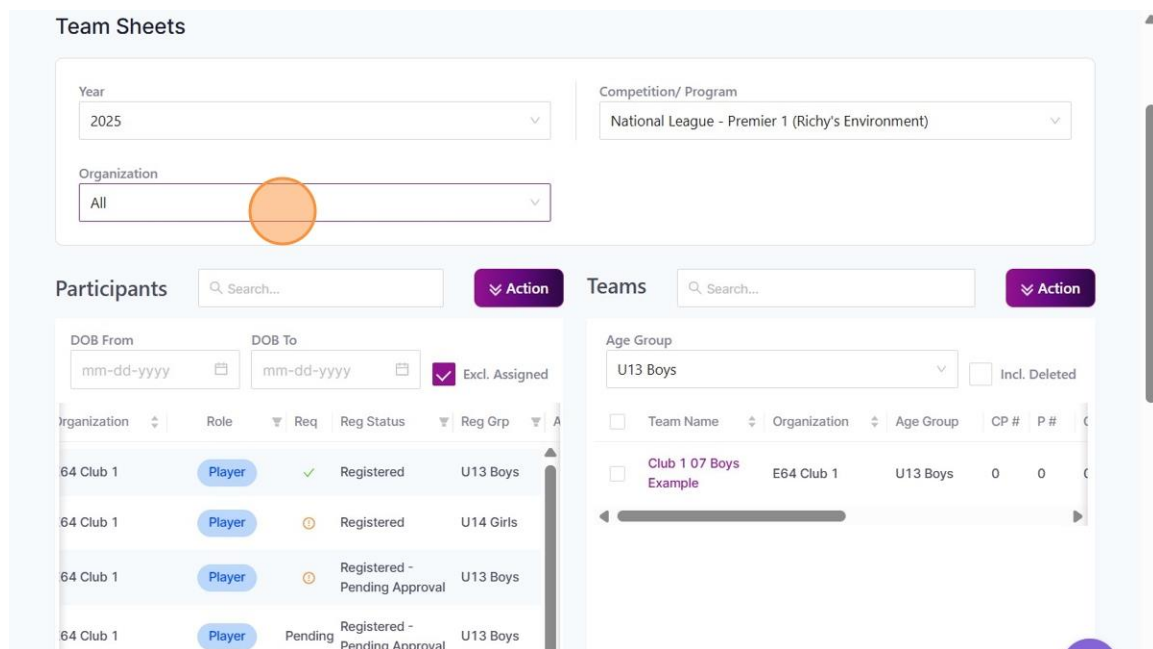 Team Sheets
Year
Competition/ Program
2025
National League - Premier 1 (Richy's Environment)
Organization
All
Participants
Search...
Action
Teams
Search...
Action
DOB From
DOB To
mm-dd-yyyy
mm-dd-yyyy
Excl. Assigned
Age Group
U13 Boys
Incl. Deleted
Organization Role Req Reg Status Reg Grp A
Team Name Organization Age Group CP # P #
64 Club 1 Player Registered U13 Boys
Club 1 07 Boys
Example
E64 Club 1 U13 Boys 0 0
64 Club 1 Player Registered U14 Girls
64 Club 1 Player Registered -
Pending Approval
U13 Boys
64 Club 1 Player Pending Registered -
Pending Approval
U13 Boys